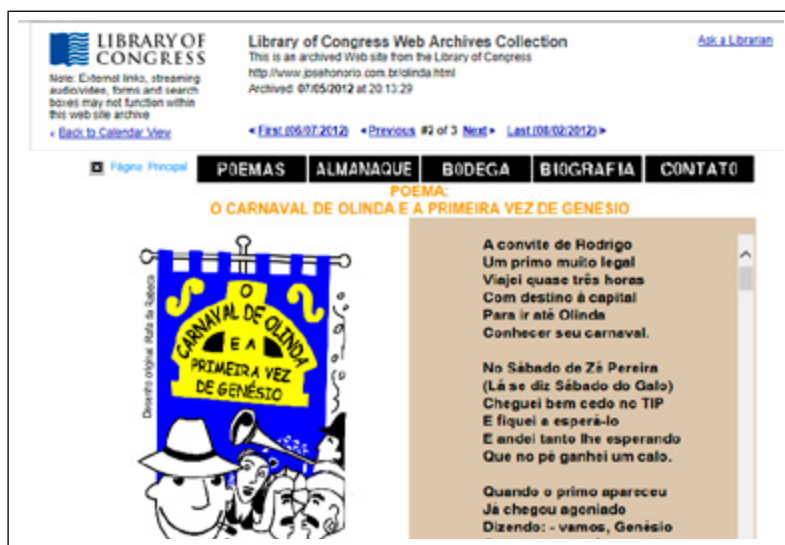 LIBRARY OF
CONGRESS
Note: External links, streaming
audio/video, forms and search
boxes may not function within
this web site archive
‹ Back to Calendar View
Library of Congress Web Archives Collection
This is an archived Web site from the Library of Congress
http://www.josehonorio.com.br/olinda.html
Archived: 07/05/2012 at 20:13:29
◂ First (06/07/2012) ◂ Previous #2 of 3 Next ▸ Last (08/02/2012) ▸
Ask a Librarian
Página Principal
POEMAS ALMANAQUE BODEGA BIOGRAFIA CONTATO
POEMA:
O CARNAVAL DE OLINDA E A PRIMEIRA VEZ DE GENÉSIO
O
CARNAVAL DE OLINDA
E A
PRIMEIRA VEZ
DE GENÉSIO
Desenho original: Mafa da Rabeca
A convite de Rodrigo
Um primo muito legal
Viajei quase três horas
Com destino à capital
Para ir até Olinda
Conhecer seu carnaval.
No Sábado de Zé Pereira
(Lá se diz Sábado do Galo)
Cheguei bem cedo no TIP
E fiquei a esperá-lo
E andei tanto lhe esperando
Que no pé ganhei um calo.
Quando o primo apareceu
Já chegou agoniado
Dizendo: - vamos, Genésio